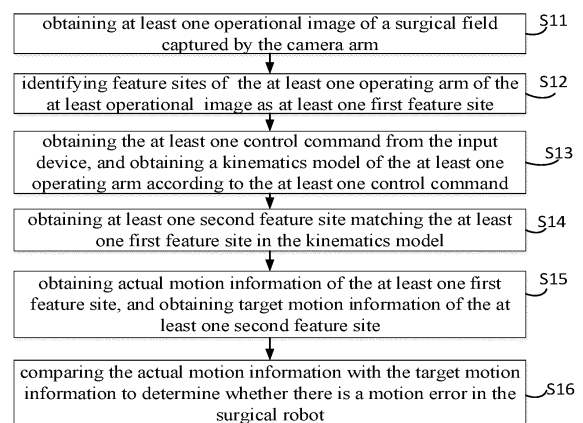 obtaining at least one operational image of a surgical field
captured by the camera arm
S11
identifying feature sites of the at least one operating arm of the
at least operational image as at least one first feature site
S12
obtaining the at least one control command from the input
device, and obtaining a kinematics model of the at least one
operating arm according to the at least one control command
S13
obtaining at least one second feature site matching the at least
one first feature site in the kinematics model
S14
obtaining actual motion information of the at least one first
feature site, and obtaining target motion information of the at
least one second feature site
S15
comparing the actual motion information with the target motion
information to determine whether there is a motion error in the
surgical robot
S16